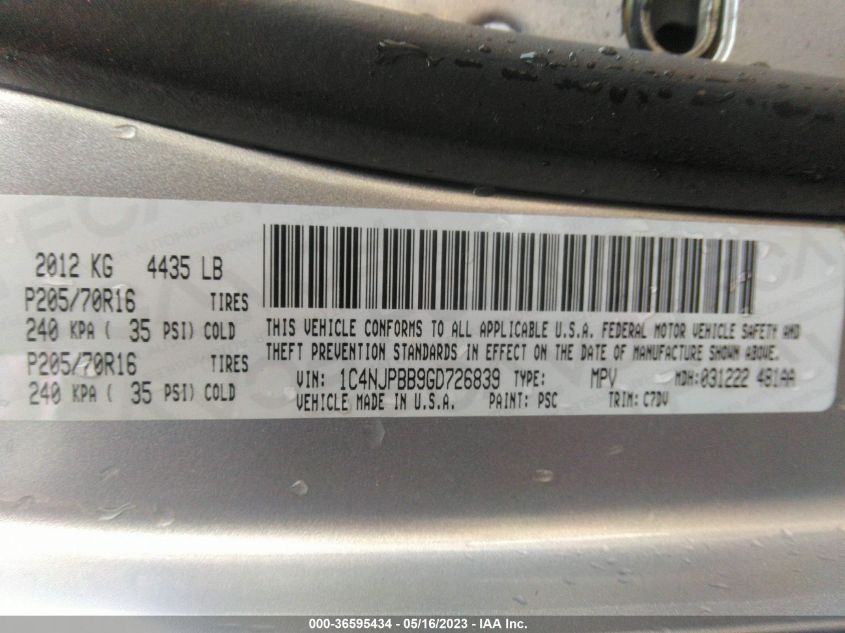 2012 KG 4435 LB
P205/70R16 TIRES
240 KPA ( 35 PSI) COLD
P205/70R16 TIRES
240 KPA ( 35 PSI) COLD
THIS VEHICLE CONFORMS TO ALL APPLICABLE U.S.A. FEDERAL MOTOR VEHICLE SAFETY AND
THEFT PREVENTION STANDARDS IN EFFECT ON THE DATE OF MANUFACTURE SHOWN ABOVE.
VIN: 1C4NJPBB9GD726839 TYPE: MPV MDH:031222 481AA
VEHICLE MADE IN U.S.A. PAINT: PSC TRIM: C7DV
000-36595434 - 05/16/2023 - IAA Inc.